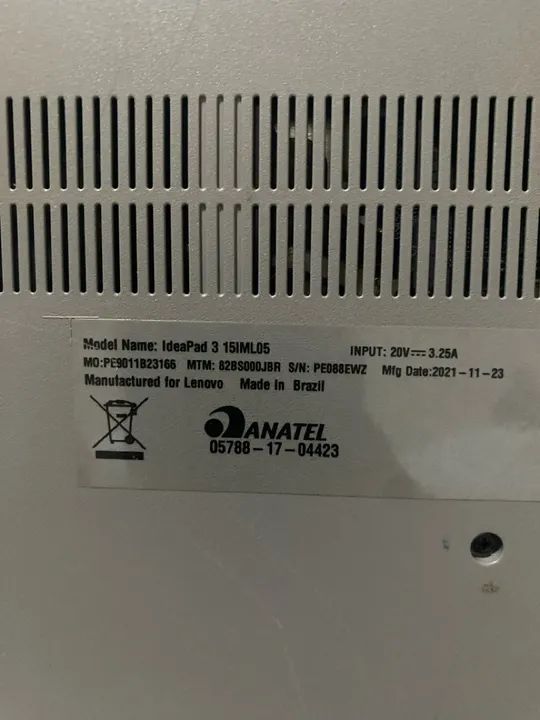 Model Name: IdeaPad 3 15IML05 INPUT: 20V⎓3.25A
MO:PE9011B23166 MTM: 82BS000JBR S/N: PE08BEWZ Mfg Date:2021-11-23
Manufactured for Lenovo Made in Brazil
ANATEL
05788-17-04423